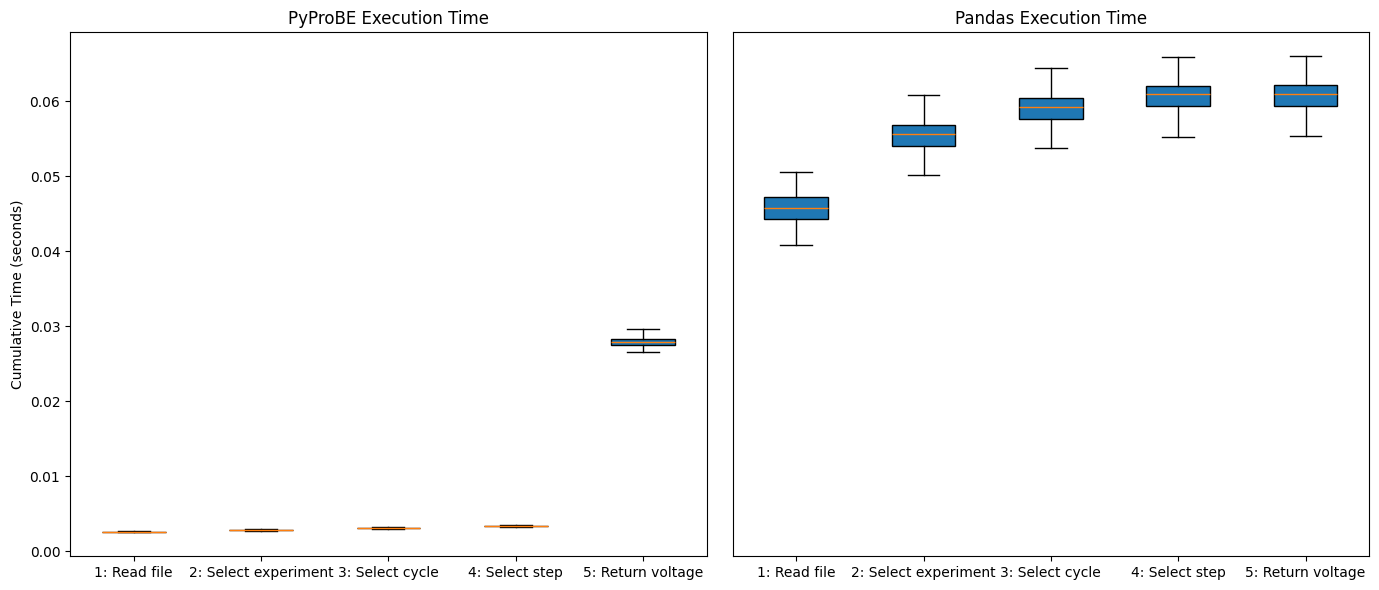 PyProBE Execution Time
Pandas Execution Time
Cumulative Time (seconds)
0.06
0.05
0.04
0.03
0.02
0.01
0.00
1: Read file 2: Select experiment 3: Select cycle 4: Select step 5: Return voltage
1: Read file 2: Select experiment 3: Select cycle 4: Select step 5: Return voltage